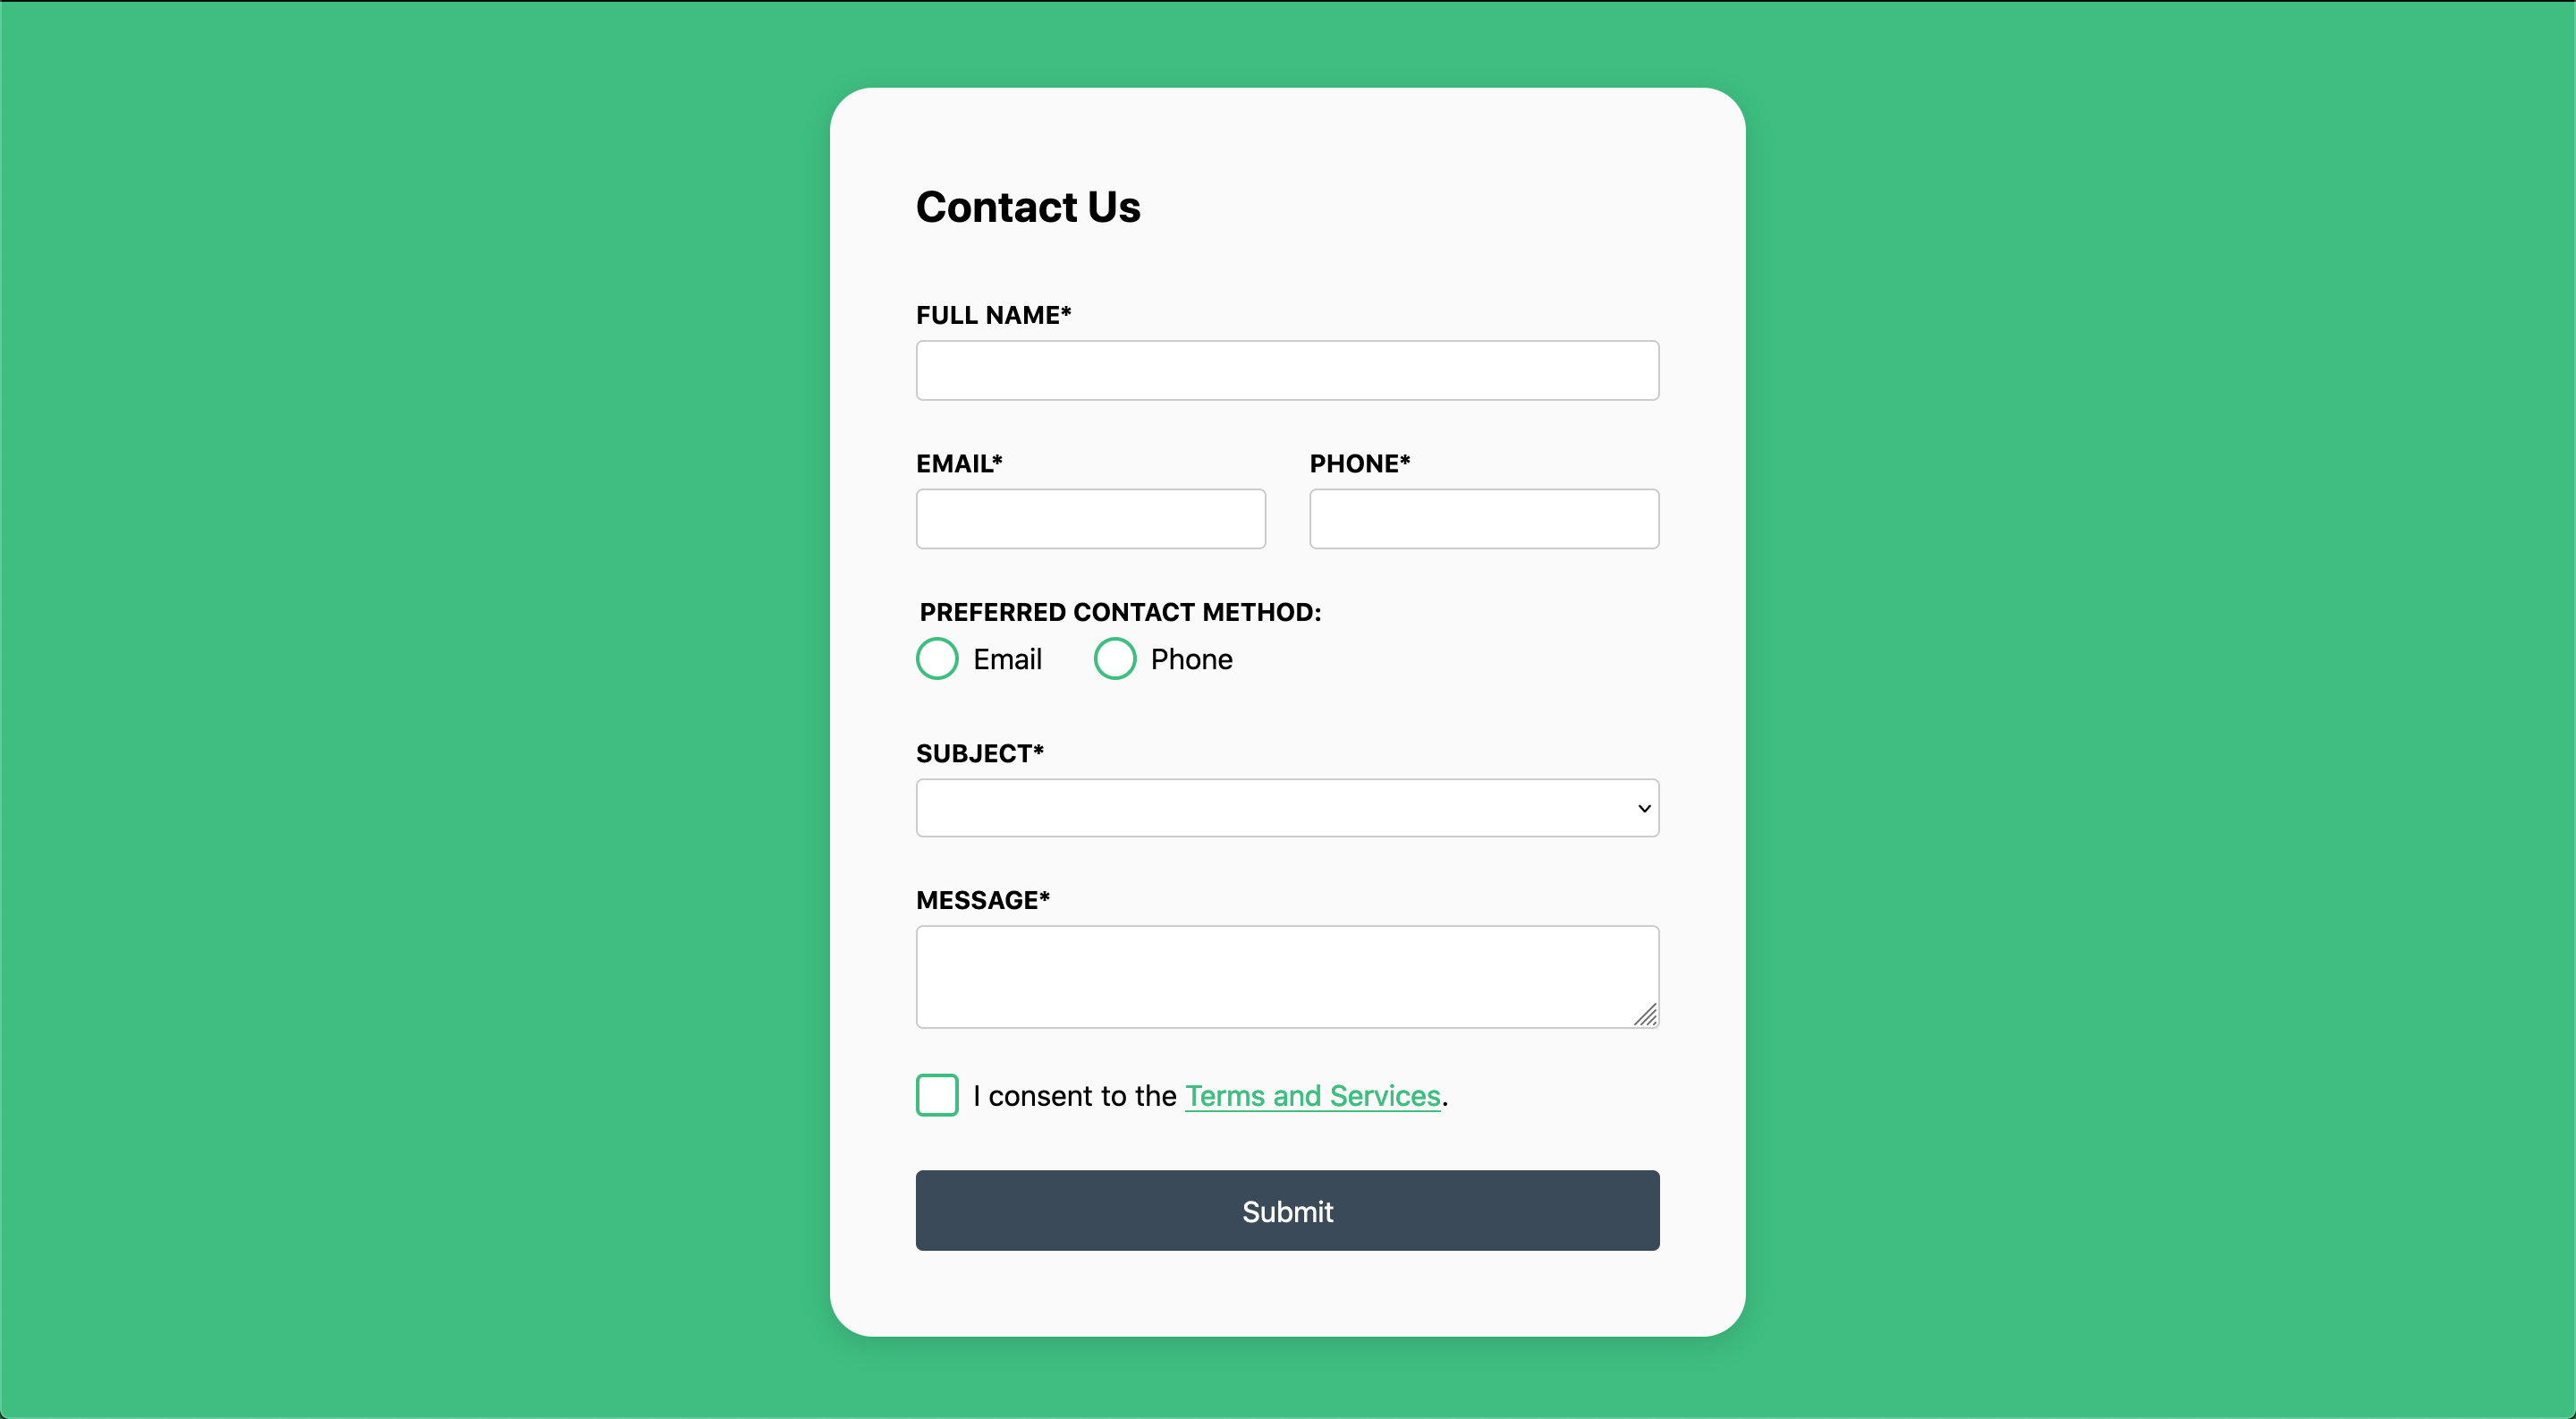 Contact Us
FULL NAME*
EMAIL* PHONE*
PREFERRED CONTACT METHOD:
Email Phone
SUBJECT*
MESSAGE*
I consent to the Terms and Services.
Submit